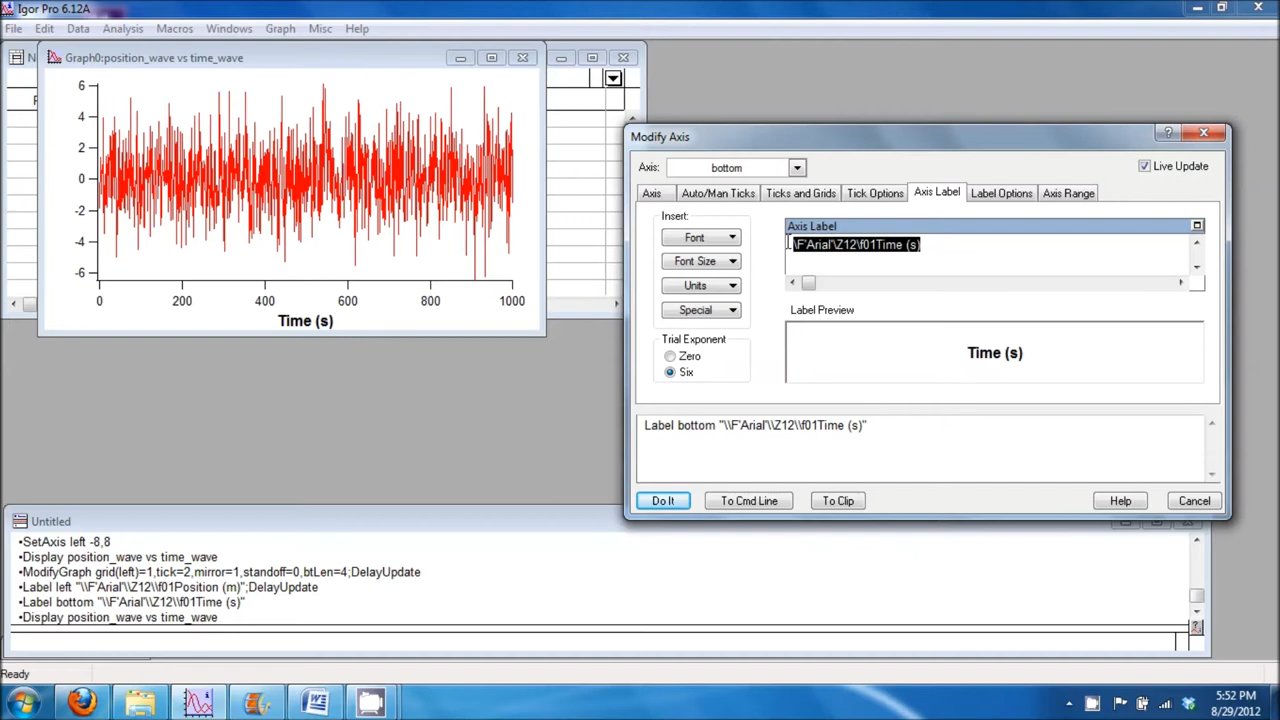 Igor Pro 6.12A
File Edit Data Analysis Macros Windows Graph Misc Help
Graph0:position_wave vs time_wave
6
4
2
0
-2
-4
-6
0 200 400 600 800 1000
Time (s)
Modify Axis
Axis: bottom
Live Update
Axis Auto/Man Ticks Ticks and Grids Tick Options Axis Label Label Options Axis Range
Insert:
Font
Font Size
Units
Special
Trial Exponent
Zero
Six
Axis Label
\F'Arial'\Z12\f01Time (s)
Label Preview
Time (s)
Label bottom "\\F'Arial'\\Z12\\f01Time (s)"
Do It To Cmd Line To Clip Help Cancel
Untitled
•SetAxis left -8,8
•Display position_wave vs time_wave
•ModifyGraph grid(left)=1,tick=2,mirror=1,standoff=0,btLen=4;DelayUpdate
•Label left "\\F'Arial'\\Z12\\f01Position (m)";DelayUpdate
•Label bottom "\\F'Arial'\\Z12\\f01Time (s)"
•Display position_wave vs time_wave
Ready
5:52 PM
8/29/2012